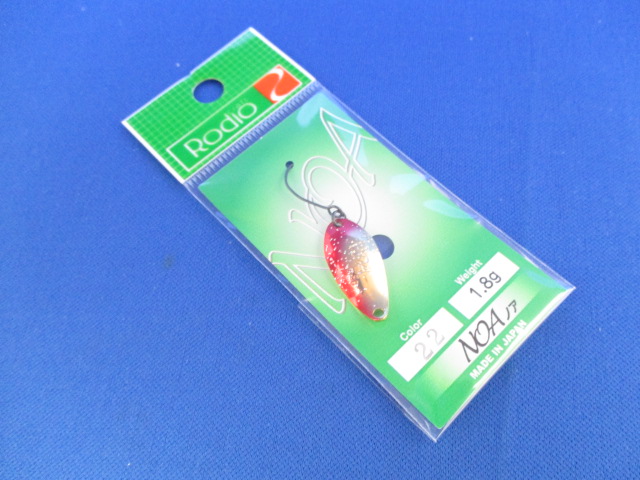 Rodio
NOA
Color
22
Weight
1.8g
NOA ノア
MADE IN JAPAN